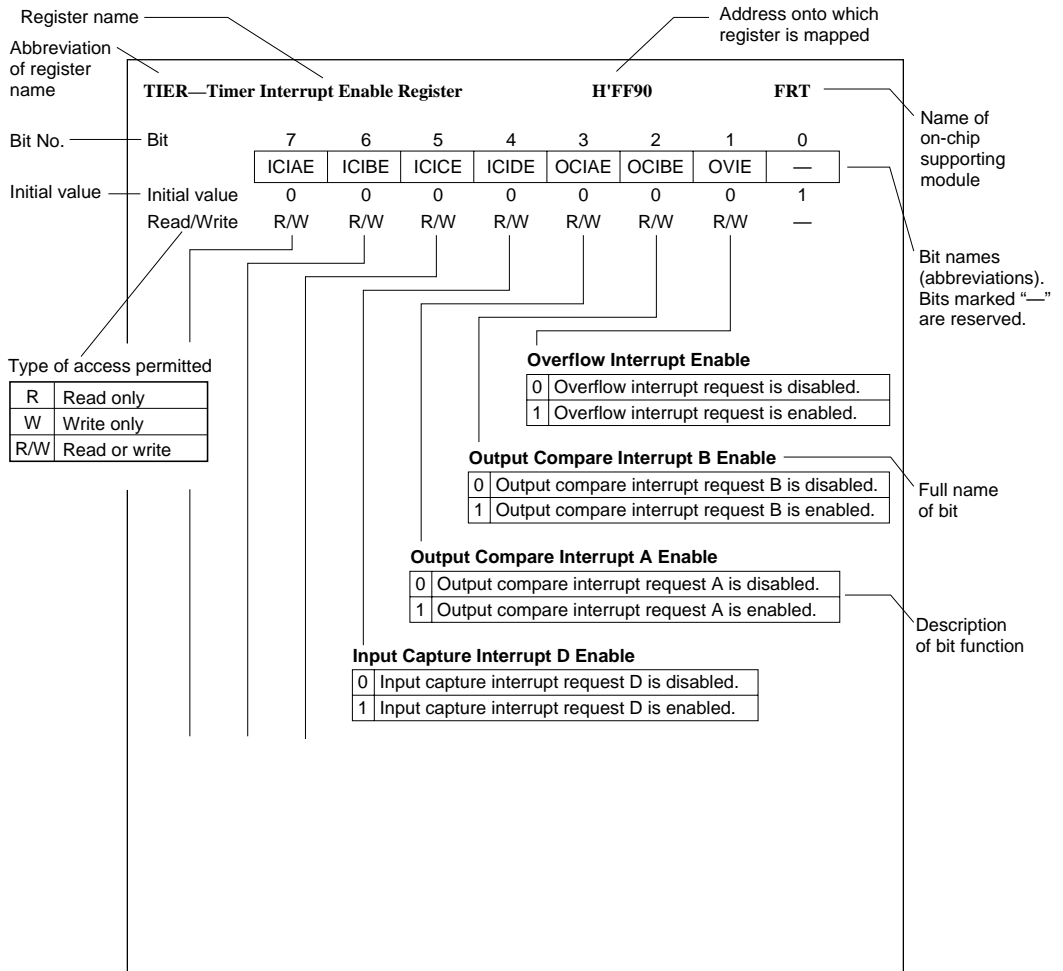 Register name
Address onto which
register is mapped
Abbreviation
of register
name
TIER—Timer Interrupt Enable Register H'FF90 FRT
Name of
on-chip
supporting
module
Bit No.
Bit 7 6 5 4 3 2 1 0
ICIAE ICIBE ICICE ICIDE OCIAE OCIBE OVIE —
Initial value
Initial value 0 0 0 0 0 0 0 1
Read/Write R/W R/W R/W R/W R/W R/W R/W —
Bit names
(abbreviations).
Bits marked “—”
are reserved.
Type of access permitted
R Read only
W Write only
R/W Read or write
Overflow Interrupt Enable
0 Overflow interrupt request is disabled.
1 Overflow interrupt request is enabled.
Output Compare Interrupt B Enable
0 Output compare interrupt request B is disabled.
1 Output compare interrupt request B is enabled.
Full name
of bit
Output Compare Interrupt A Enable
0 Output compare interrupt request A is disabled.
1 Output compare interrupt request A is enabled.
Description
of bit function
Input Capture Interrupt D Enable
0 Input capture interrupt request D is disabled.
1 Input capture interrupt request D is enabled.